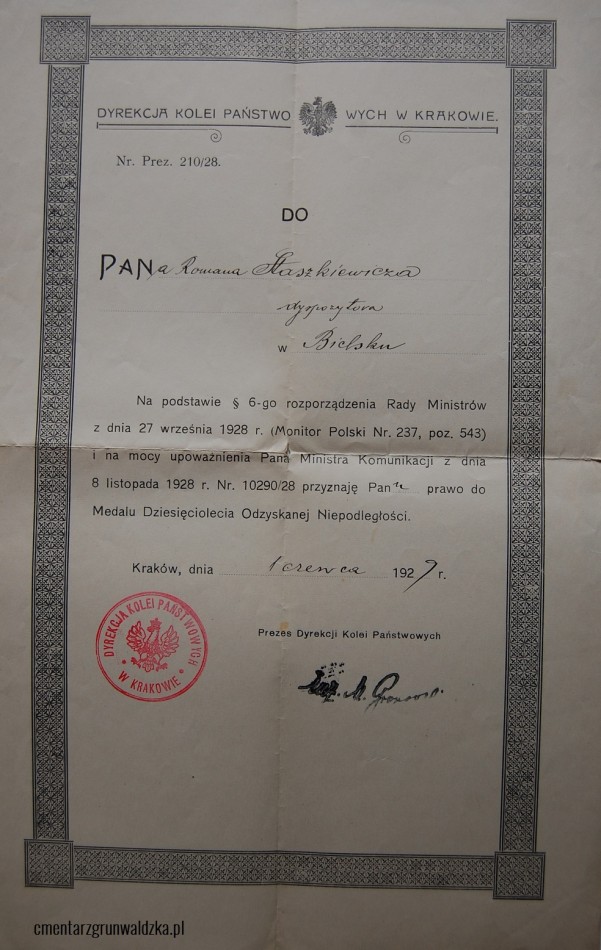 DYREKCJA KOLEI PAŃSTWOWYCH W KRAKOWIE.
Nr. Prez. 210/28.
DO
PANa Romana Staszkiewicza
dyspozytora
w Bielsku
Na podstawie § 6-go rozporządzenia Rady Ministrów
z dnia 27 września 1928 r. (Monitor Polski Nr. 237, poz. 543)
i na mocy upoważnienia Pana Ministra Komunikacji z dnia
8 listopada 1928 r. Nr. 10290/28 przyznaję Panu prawo do
Medalu Dziesięciolecia Odzyskanej Niepodległości.
Kraków, dnia 1 czerwca 1929 r.
DYREKCJA KOLEI PAŃSTWOWYCH
W KRAKOWIE
Prezes Dyrekcji Kolei Państwowych
M.
cmentarzgrunwaldzka.pl